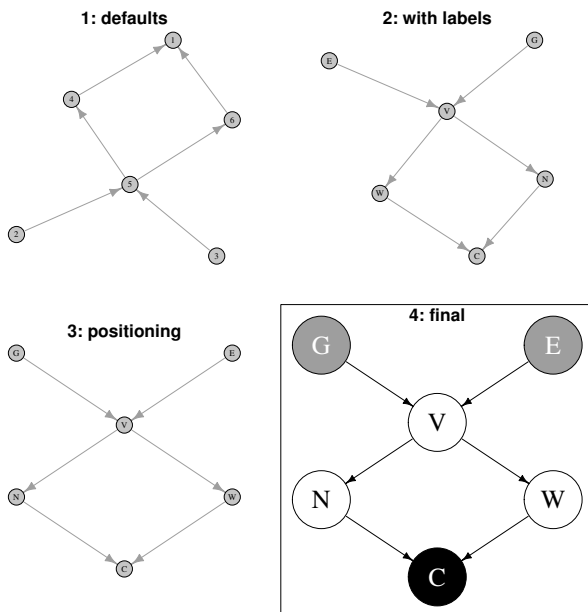 1: defaults
1
4
6
5
2
3
2: with labels
G
E
V
N
W
C
3: positioning
G
E
V
N
W
C
4: final
G
E
V
N
W
C